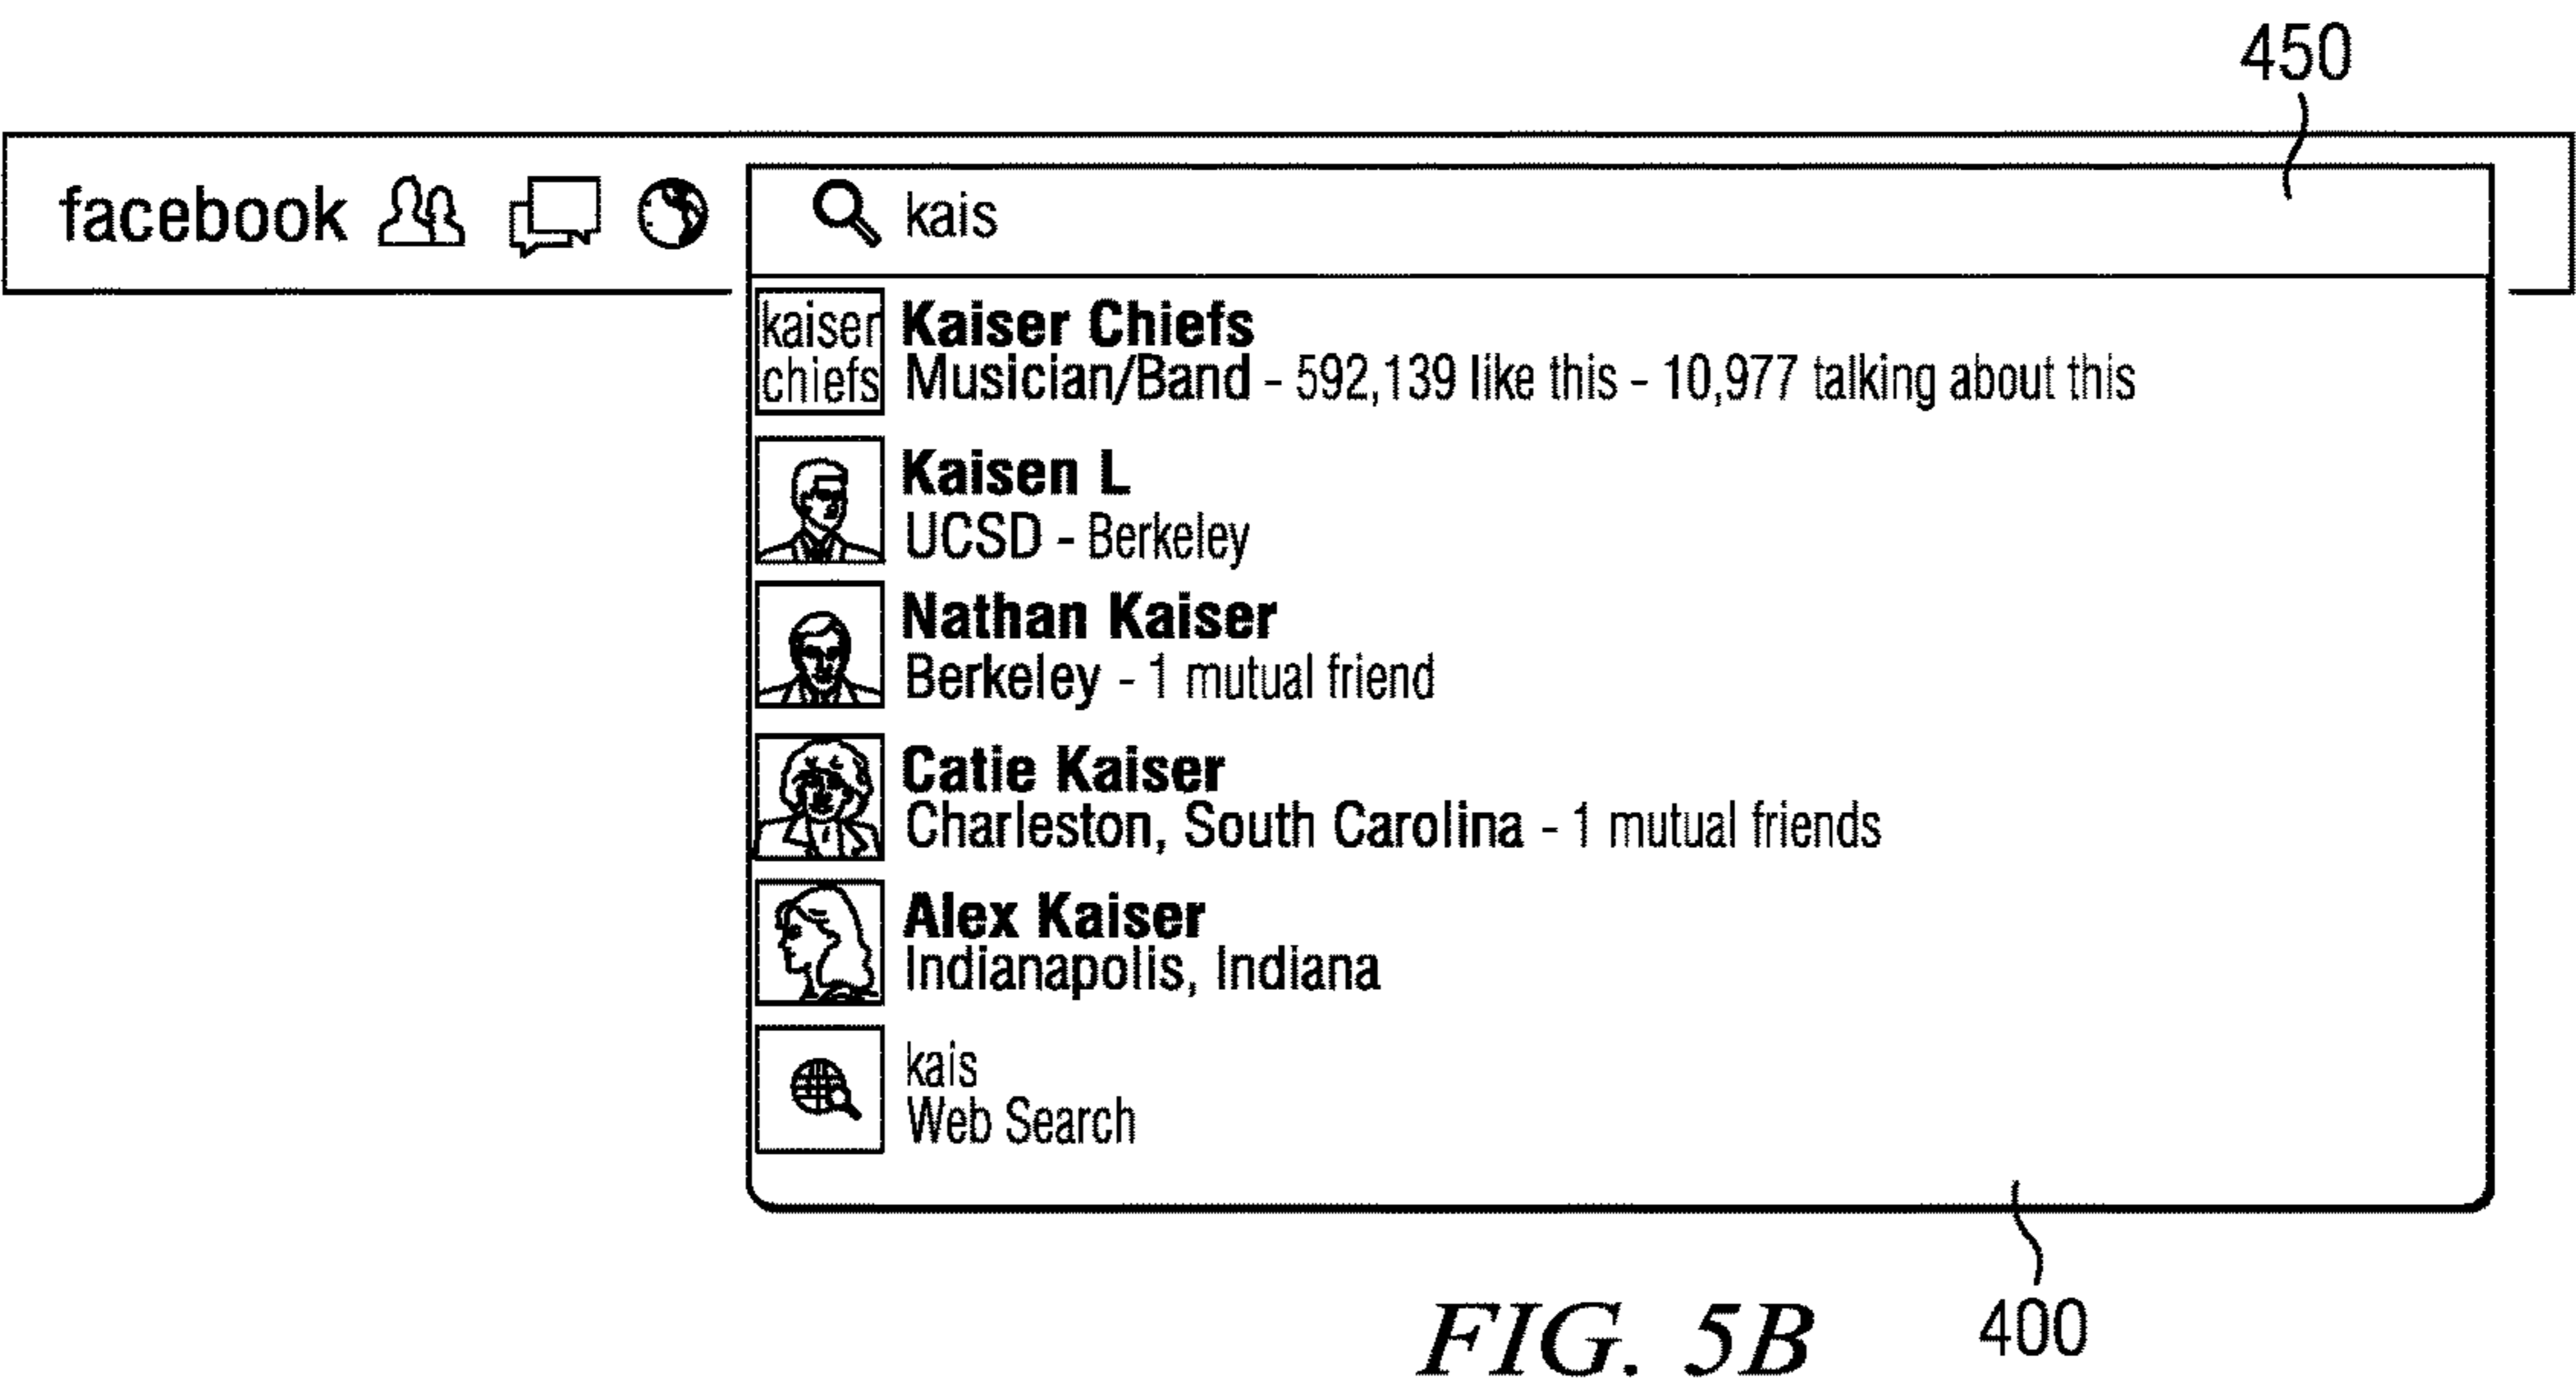 450
facebook
kais
kaiser
chiefs
Kaiser Chiefs
Musician/Band - 592,139 like this - 10,977 talking about this
Kaisen L
UCSD - Berkeley
Nathan Kaiser
Berkeley - 1 mutual friend
Catie Kaiser
Charleston, South Carolina - 1 mutual friends
Alex Kaiser
Indianapolis, Indiana
kais
Web Search
400
FIG. 5B